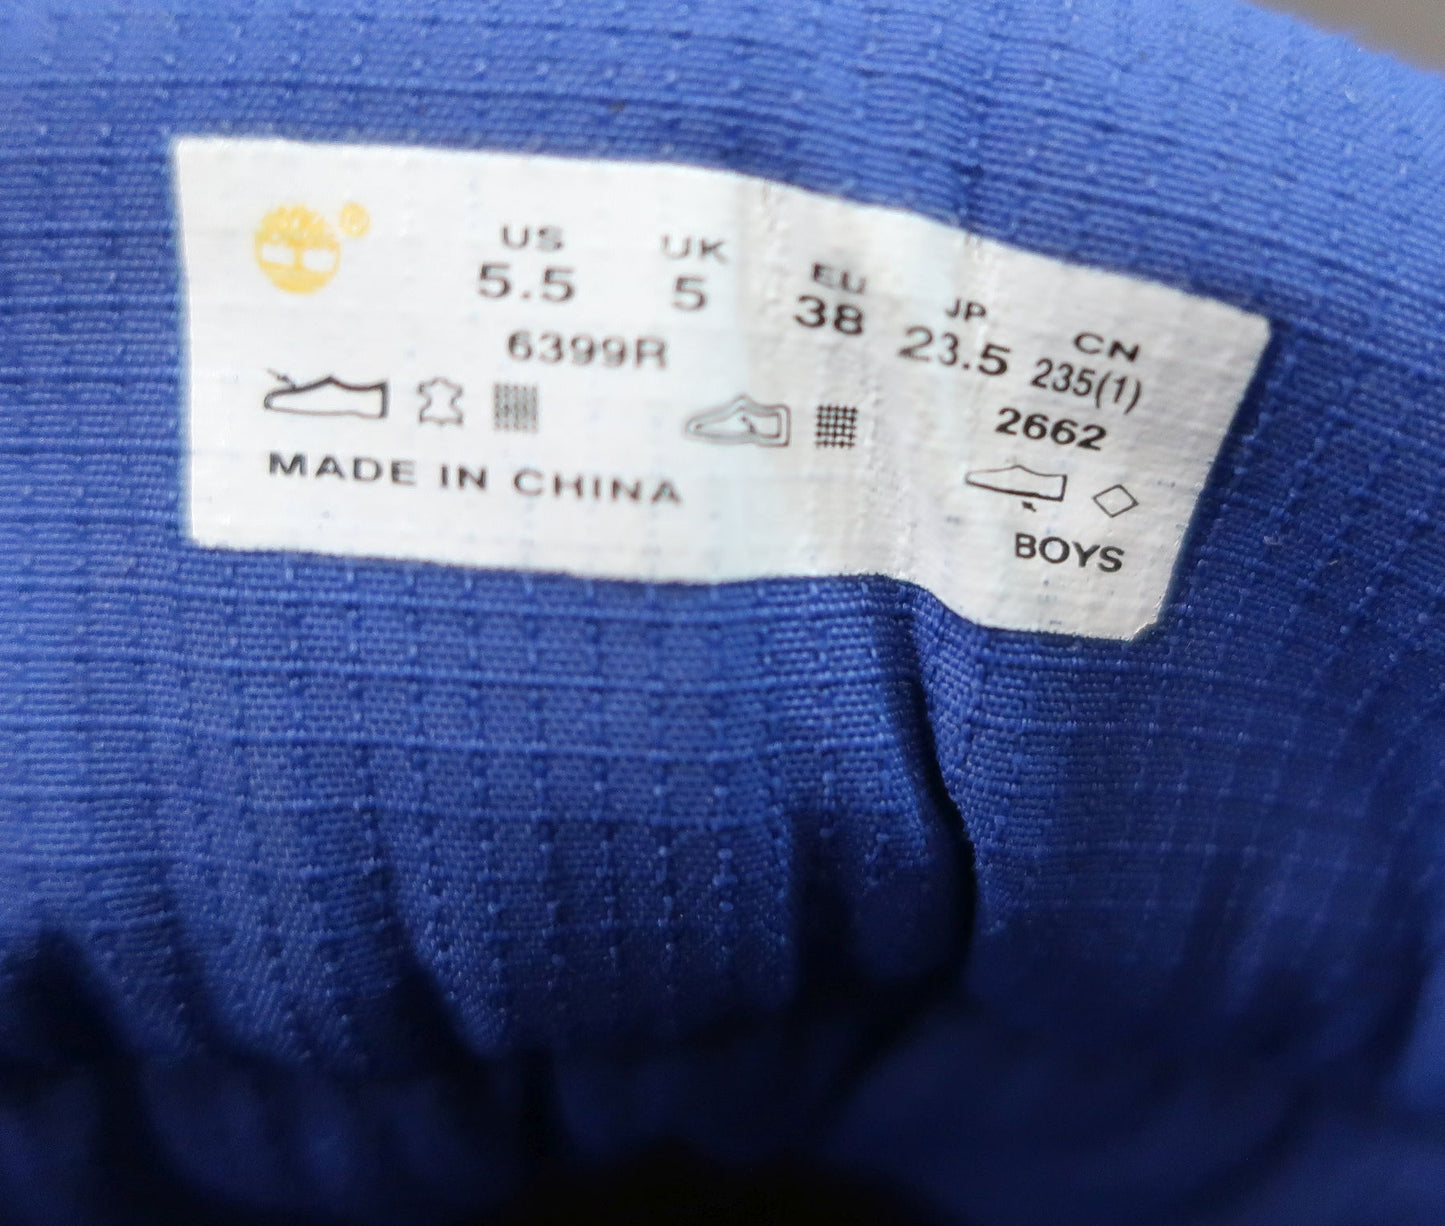 ®
US UK EU JP CN
5.5 5 38 23.5 235(1)
6399R 2662
MADE IN CHINA BOYS